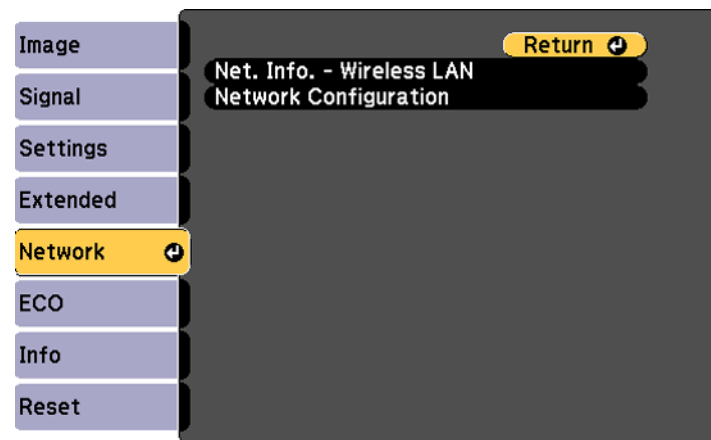 Image
Signal
Settings
Extended
Network
ECO
Info
Reset
Return
Net. Info. - Wireless LAN
Network Configuration